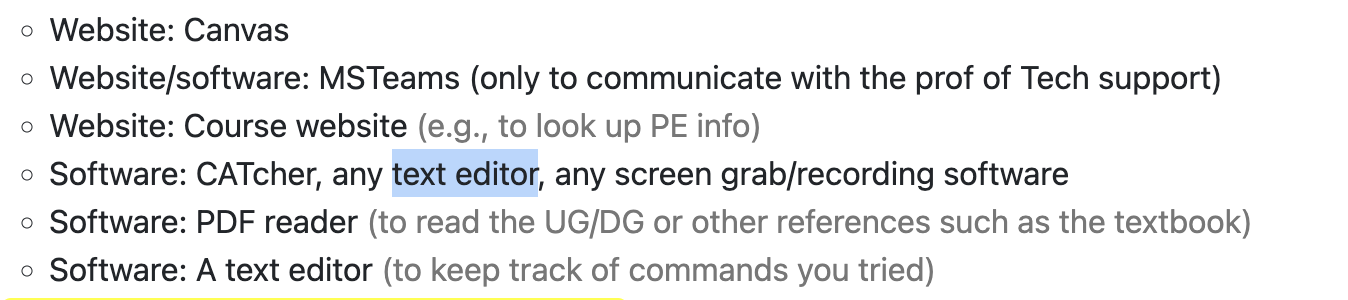 Website: Canvas
Website/software: MSTeams (only to communicate with the prof of Tech support)
Website: Course website (e.g., to look up PE info)
Software: CATcher, any text editor, any screen grab/recording software
Software: PDF reader (to read the UG/DG or other references such as the textbook)
Software: A text editor (to keep track of commands you tried)